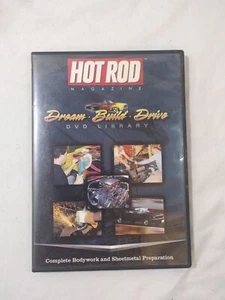 HOT ROD
MAGAZINE
Dream - Build - Drive
DVD LIBRARY
Complete Bodywork and Sheetmetal Preparation